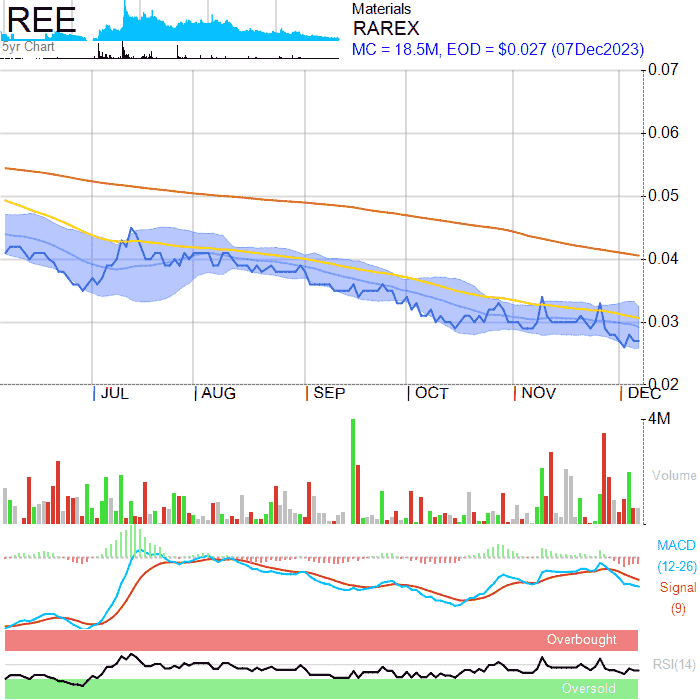 REE
5yr Chart
Materials
RAREX
MC = 18.5M, EOD = $0.027 (07Dec2023)
0.07
0.06
0.05
0.04
0.03
0.02
JUL AUG SEP OCT NOV DEC
4M
Volume
MACD
(12-26)
Signal
(9)
Overbought
RSI(14)
Oversold